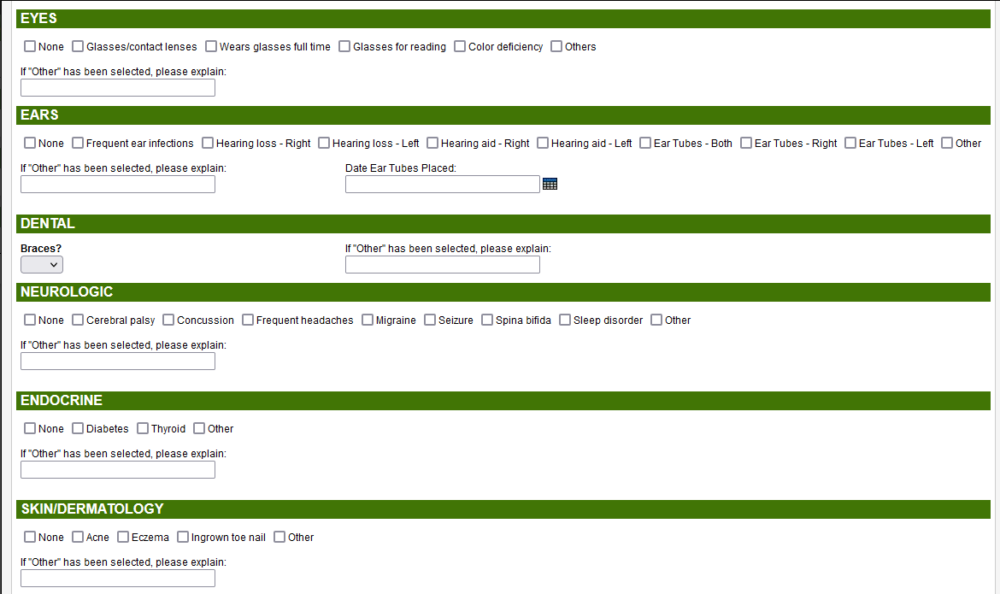 EYES
None Glasses/contact lenses Wears glasses full time Glasses for reading Color deficiency Others
If "Other" has been selected, please explain:
EARS
None Frequent ear infections Hearing loss - Right Hearing loss - Left Hearing aid - Right Hearing aid - Left Ear Tubes - Both Ear Tubes - Right Ear Tubes - Left Other
If "Other" has been selected, please explain: Date Ear Tubes Placed:
DENTAL
Braces? If "Other" has been selected, please explain:
NEUROLOGIC
None Cerebral palsy Concussion Frequent headaches Migraine Seizure Spina bifida Sleep disorder Other
If "Other" has been selected, please explain:
ENDOCRINE
None Diabetes Thyroid Other
If "Other" has been selected, please explain:
SKIN/DERMATOLOGY
None Acne Eczema Ingrown toe nail Other
If "Other" has been selected, please explain: